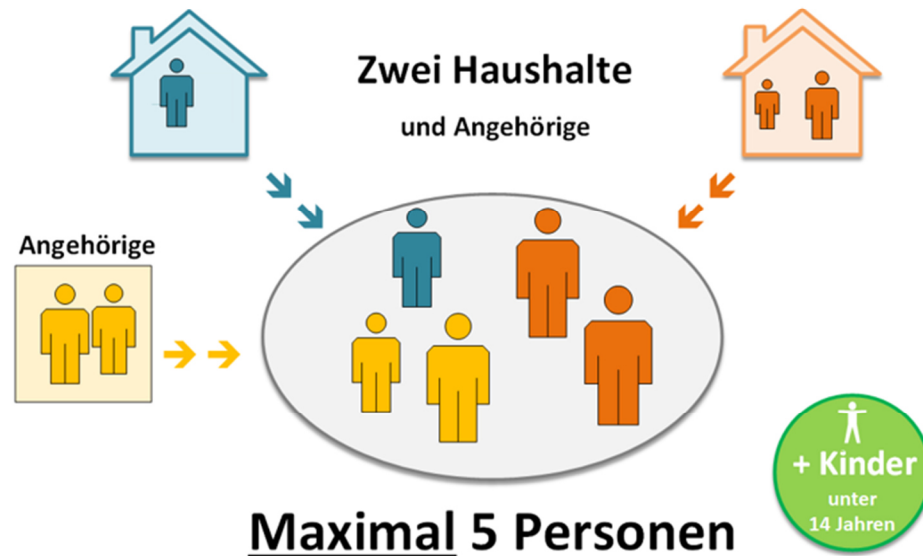 Zwei Haushalte
und Angehörige
Angehörige
+ Kinder
unter
14 Jahren
Maximal 5 Personen